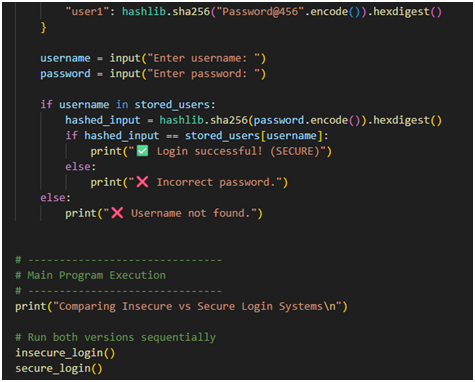 "user1": hashlib.sha256("Password@456".encode()).hexdigest()
}
username = input("Enter username: ")
password = input("Enter password: ")
if username in stored_users:
hashed_input = hashlib.sha256(password.encode()).hexdigest()
if hashed_input == stored_users[username]:
print("✅ Login successful! (SECURE)")
else:
print("❌ Incorrect password.")
else:
print("❌ Username not found.")
# -------------------------------
# Main Program Execution
# -------------------------------
print("Comparing Insecure vs Secure Login Systems\n")
# Run both versions sequentially
insecure_login()
secure_login()